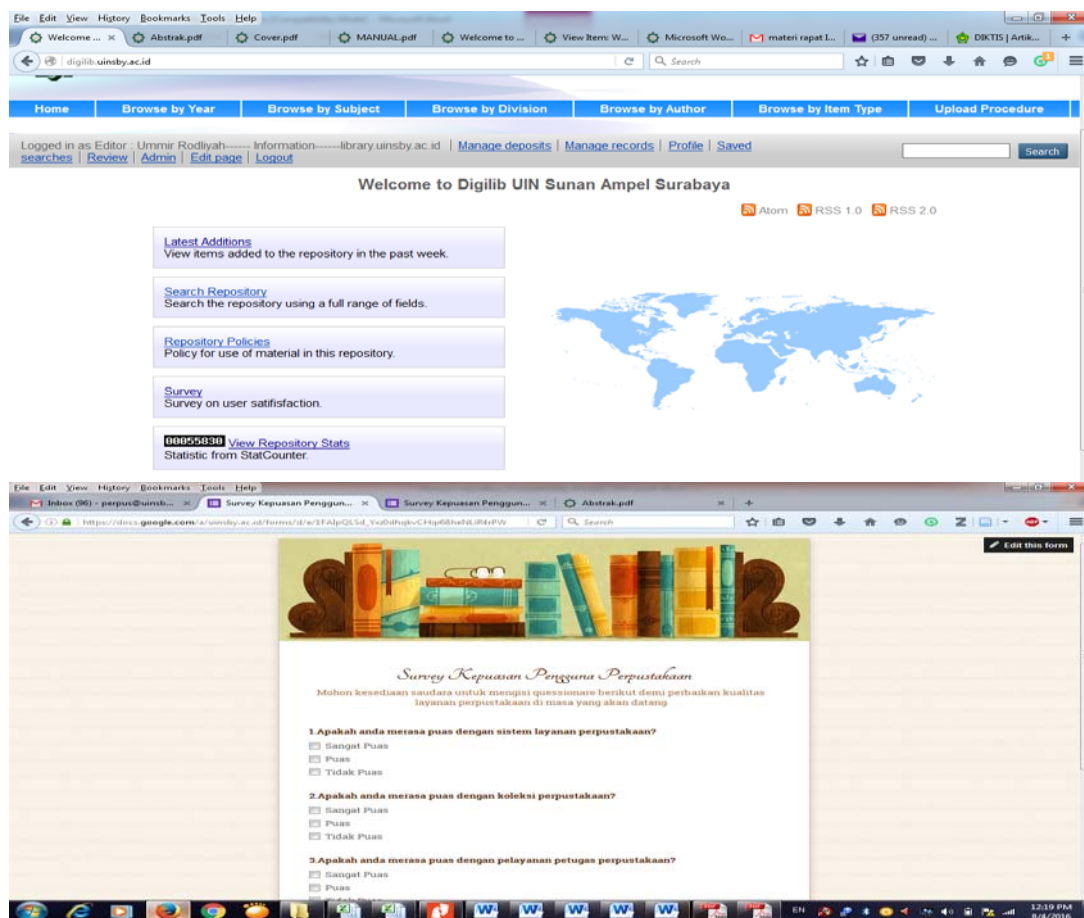 File Edit View History Bookmarks Tools Help
Welcome ... × Abstrak.pdf Cover.pdf MANUAL.pdf Welcome to ... View Item: W... Microsoft Wo... materi rapat L... (357 unread) ... DIKTIS | Artik... +
digilib.uinsby.ac.id Search
Home Browse by Year Browse by Subject Browse by Division Browse by Author Browse by Item Type Upload Procedure
Logged in as Editor : Ummir Rodliyah------ Information------library.uinsby.ac.id | Manage deposits | Manage records | Profile | Saved
searches | Review | Admin | Edit page | Logout
Search
Welcome to Digilib UIN Sunan Ampel Surabaya
Atom RSS 1.0 RSS 2.0
Latest Additions
View items added to the repository in the past week.
Search Repository
Search the repository using a full range of fields.
Repository Policies
Policy for use of material in this repository.
Survey
Survey on user satifisfaction.
00055830 View Repository Stats
Statistic from StatCounter.
File Edit View History Bookmarks Tools Help
Inbox (96) - perpus@uinsb... × Survey Kepuasan Penggun... × Survey Kepuasan Penggun... × Abstrak.pdf × +
Search
Edit this form
Survey Kepuasan Pengguna Perpustakaan
Mohon kesediaan saudara untuk mengisi quessionare berikut demi perbaikan kualitas
layanan perpustakaan di masa yang akan datang
1.Apakah anda merasa puas dengan sistem layanan perpustakaan?
Sangat Puas
Puas
Tidak Puas
2.Apakah anda merasa puas dengan koleksi perpustakaan?
Sangat Puas
Puas
Tidak Puas
3.Apakah anda merasa puas dengan pelayanan petugas perpustakaan?
Sangat Puas
Puas
EN 12:19 PM
8/4/2016